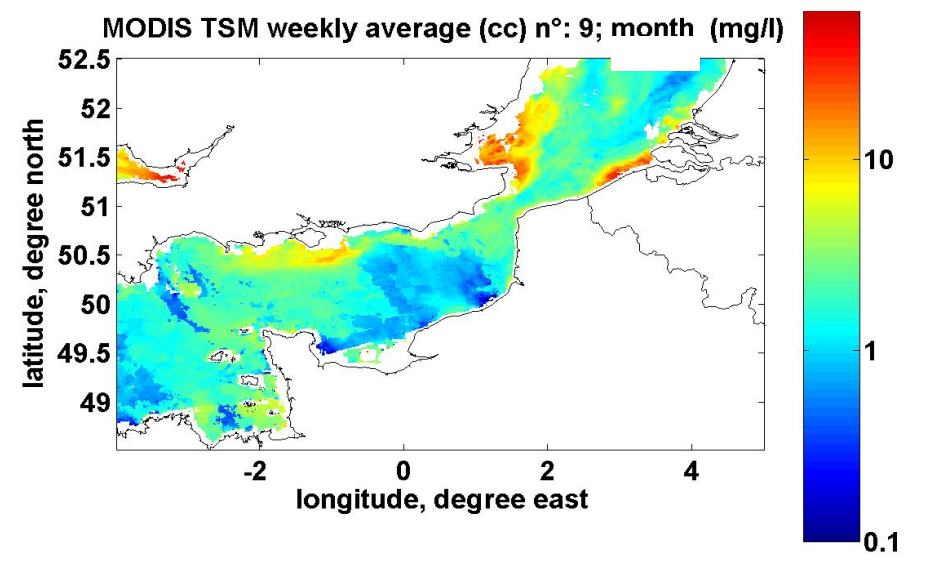 MODIS TSM weekly average (cc) n°: 9; month (mg/l)
52.5
52
51.5
51
50.5
50
49.5
49
latitude, degree north
-2 0 2 4
longitude, degree east
10
1
0.1